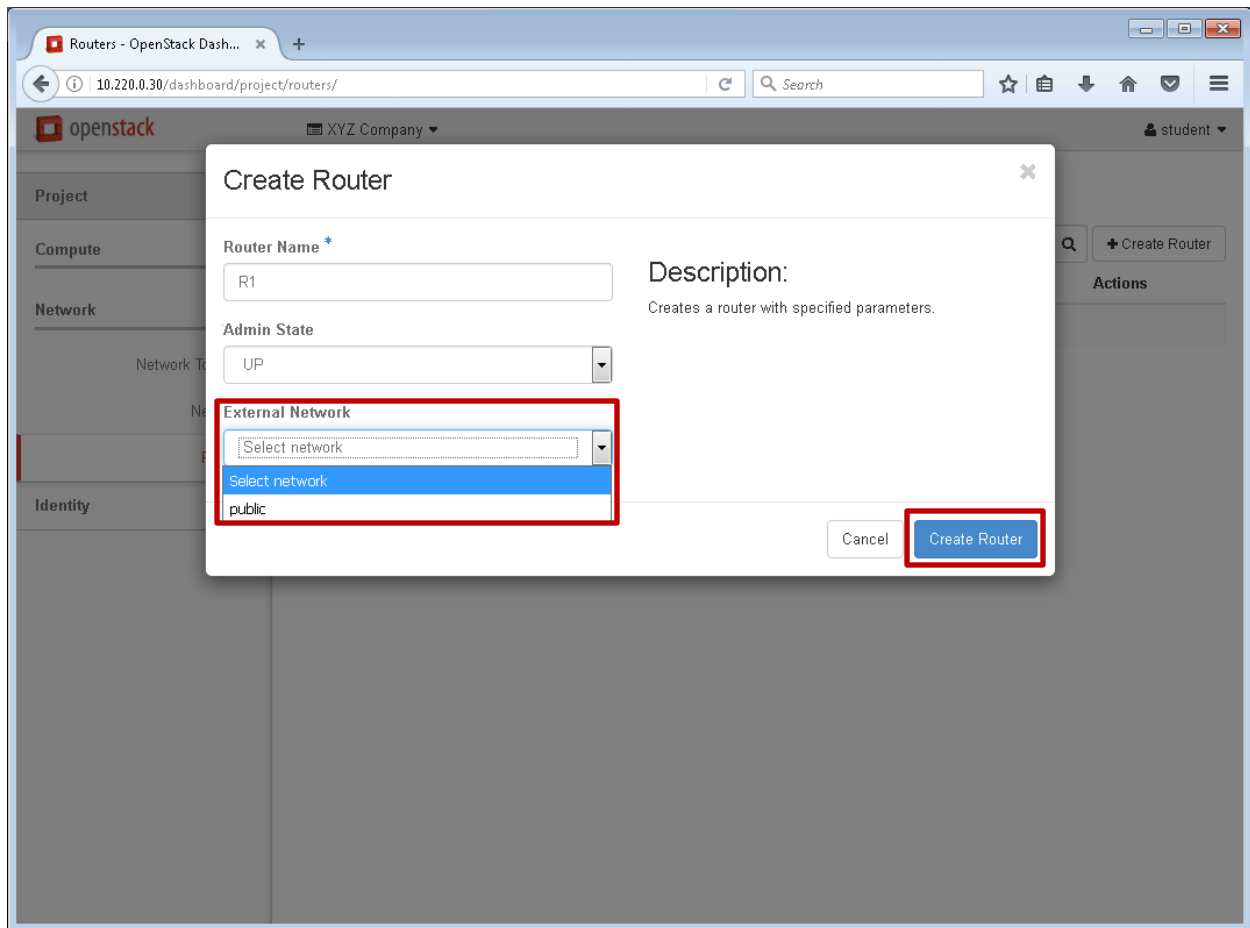 Routers - OpenStack Dash...
10.220.0.30/dashboard/project/routers/
Search
openstack
XYZ Company
student
Create Router
Project
Compute
Router Name *
+ Create Router
R1
Description:
Actions
Creates a router with specified parameters.
Network
Admin State
Network To
UP
Ne
External Network
Select network
Select network
Identity
public
Cancel
Create Router